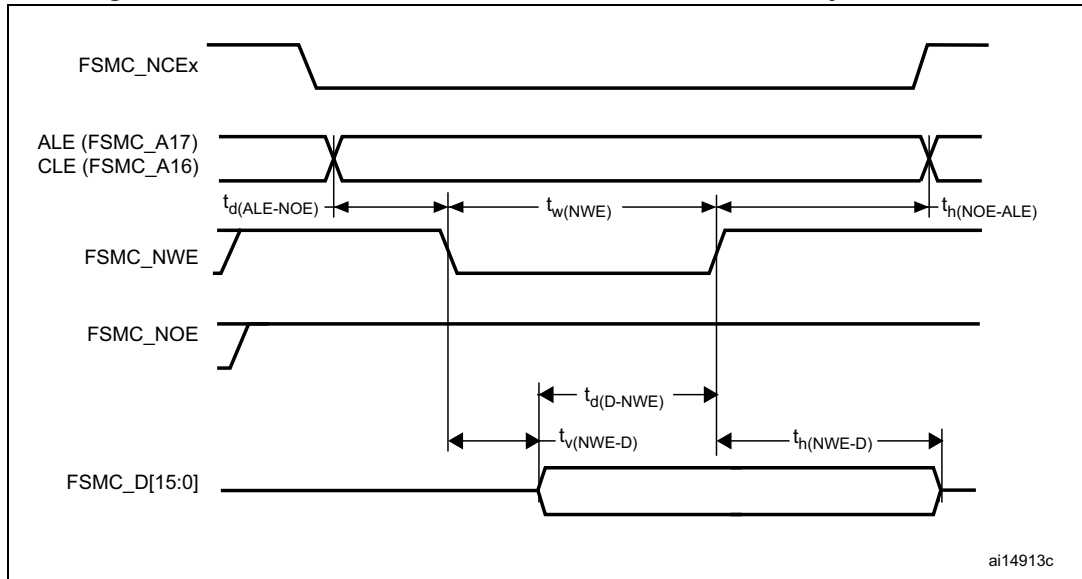 FSMC_NCEx
ALE (FSMC_A17)
CLE (FSMC_A16)
td(ALE-NOE)
tw(NWE)
th(NOE-ALE)
FSMC_NWE
FSMC_NOE
td(D-NWE)
tv(NWE-D)
th(NWE-D)
FSMC_D[15:0]
ai14913c